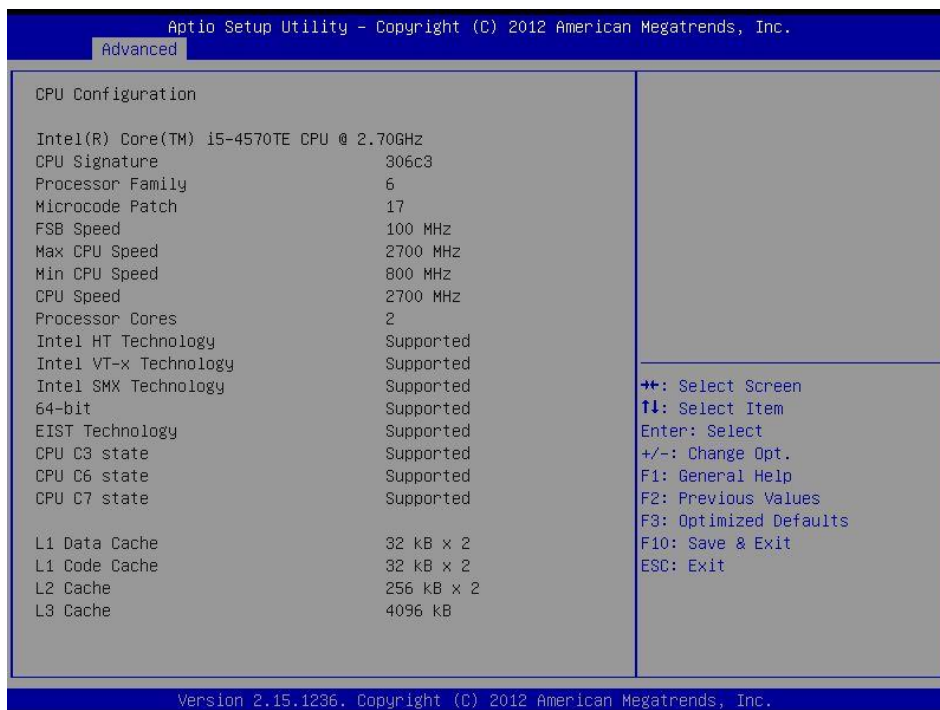 Aptio Setup Utility – Copyright (C) 2012 American Megatrends, Inc.
Advanced
CPU Configuration
Intel(R) Core(TM) i5-4570TE CPU @ 2.70GHz
CPU Signature 306c3
Processor Family 6
Microcode Patch 17
FSB Speed 100 MHz
Max CPU Speed 2700 MHz
Min CPU Speed 800 MHz
CPU Speed 2700 MHz
Processor Cores 2
Intel HT Technology Supported
Intel VT-x Technology Supported
Intel SMX Technology Supported
64-bit Supported
EIST Technology Supported
CPU C3 state Supported
CPU C6 state Supported
CPU C7 state Supported
L1 Data Cache 32 kB x 2
L1 Code Cache 32 kB x 2
L2 Cache 256 kB x 2
L3 Cache 4096 kB
→←: Select Screen
↑↓: Select Item
Enter: Select
+/-: Change Opt.
F1: General Help
F2: Previous Values
F3: Optimized Defaults
F10: Save & Exit
ESC: Exit
Version 2.15.1236. Copyright (C) 2012 American Megatrends, Inc.